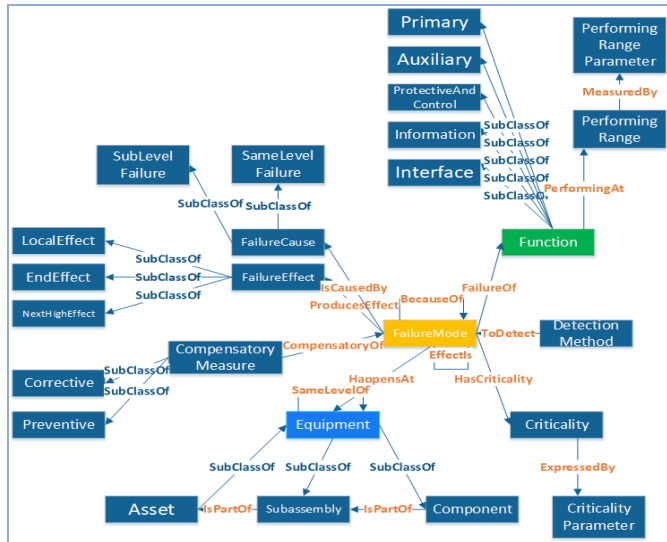 Primary
Auxiliary
ProtectiveAnd
Control
Information
Interface
SubClassOf
SubClassOf
SubClassOf
SubClassOf
SubClassOf
Performing
Range
Parameter
MeasuredBy
Performing
Range
PerformingAt
Function
SubLevel
Failure
SameLevel
Failure
SubClassOf
SubClassOf
FailureCause
LocalEffect
EndEffect
NextHighEffect
SubClassOf
SubClassOf
SubClassOf
FailureEffect
IsCausedBy
ProducesEffect
BecauseOf
FailureOf
FailureMode
EffectIs
ToDetect
Detection
Method
Compensatory
Measure
CompensatoryOf
Corrective
Preventive
SubClassOf
SubClassOf
HappensAt
SameLevelOf
HasCriticality
Equipment
Criticality
SubClassOf
SubClassOf
SubClassOf
ExpressedBy
Asset
IsPartOf
Subassembly
IsPartOf
Component
Criticality
Parameter